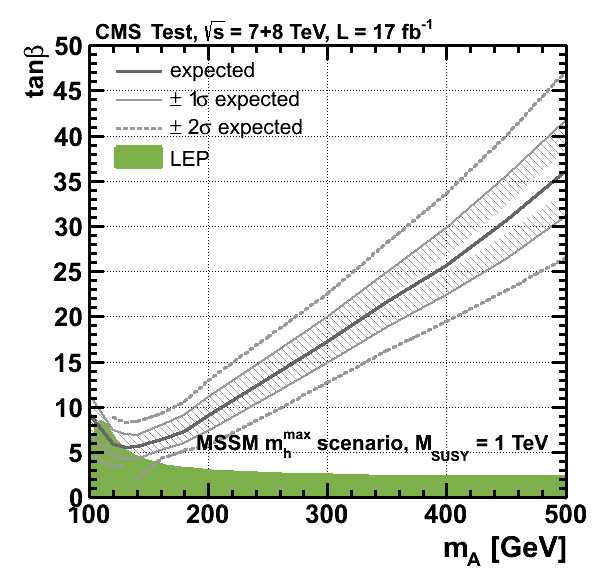 CMS Test, √s = 7+8 TeV, L = 17 fb⁻¹
tanβ
50
45
40
35
30
25
20
15
10
5
0
expected
± 1σ expected
± 2σ expected
LEP
MSSM m_h^max scenario, M_SUSY = 1 TeV
100 200 300 400 500
m_A [GeV]